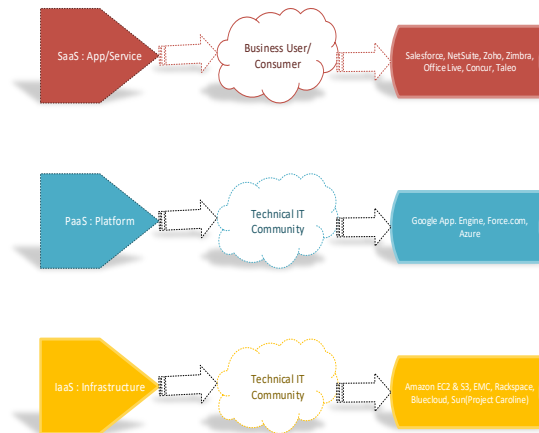 SaaS : App/Service
Business User/
Consumer
Salesforce, NetSuite, Zoho, Zimbra,
Office Live, Concur, Taleo
PaaS : Platform
Technical IT
Community
Google App. Engine, Force.com,
Azure
IaaS : Infrastructure
Technical IT
Community
Amazon EC2 & S3, EMC, Rackspace,
Bluecloud, Sun(Project Caroline)